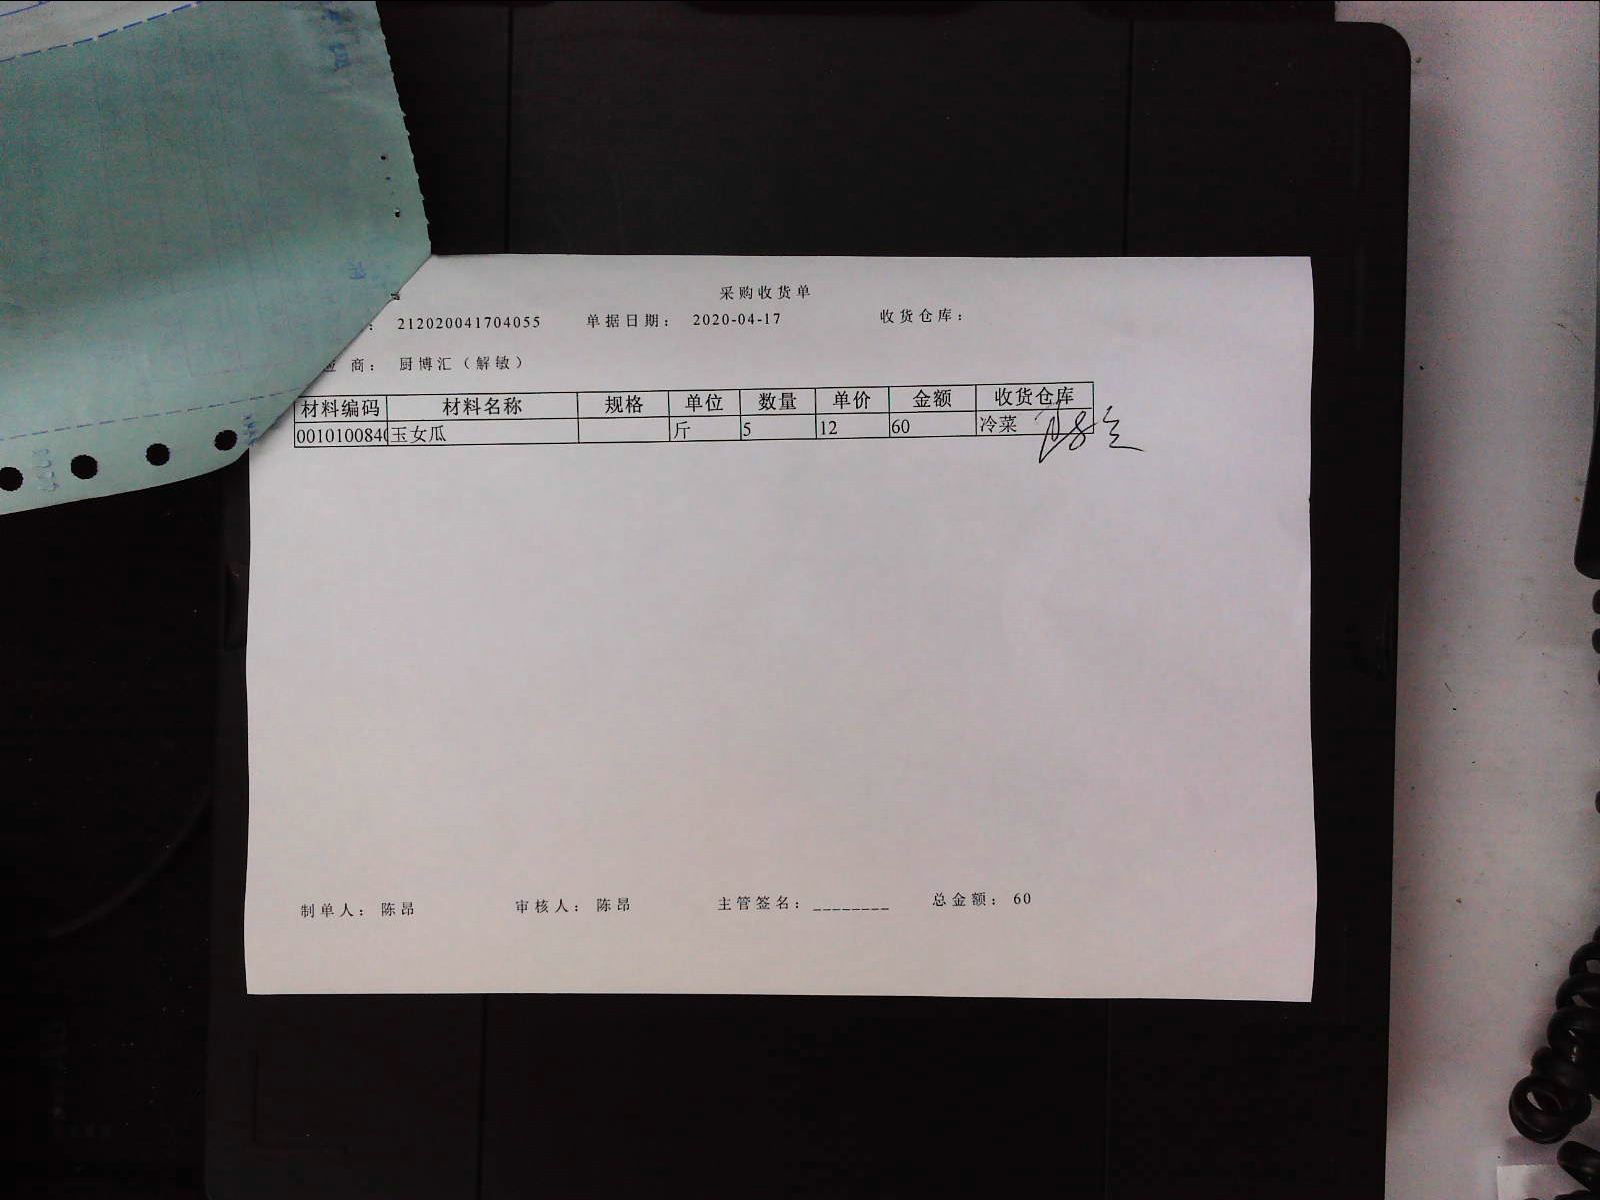 采购收货单
: 212020041704055 单据日期: 2020-04-17 收货仓库:
商: 厨博汇（解敏）
材料编码 材料名称 规格 单位 数量 单价 金额 收货仓库
001010084 玉女瓜 斤 5 12 60 冷菜
制单人: 陈昂 审核人: 陈昂 主管签名: ________ 总金额: 60